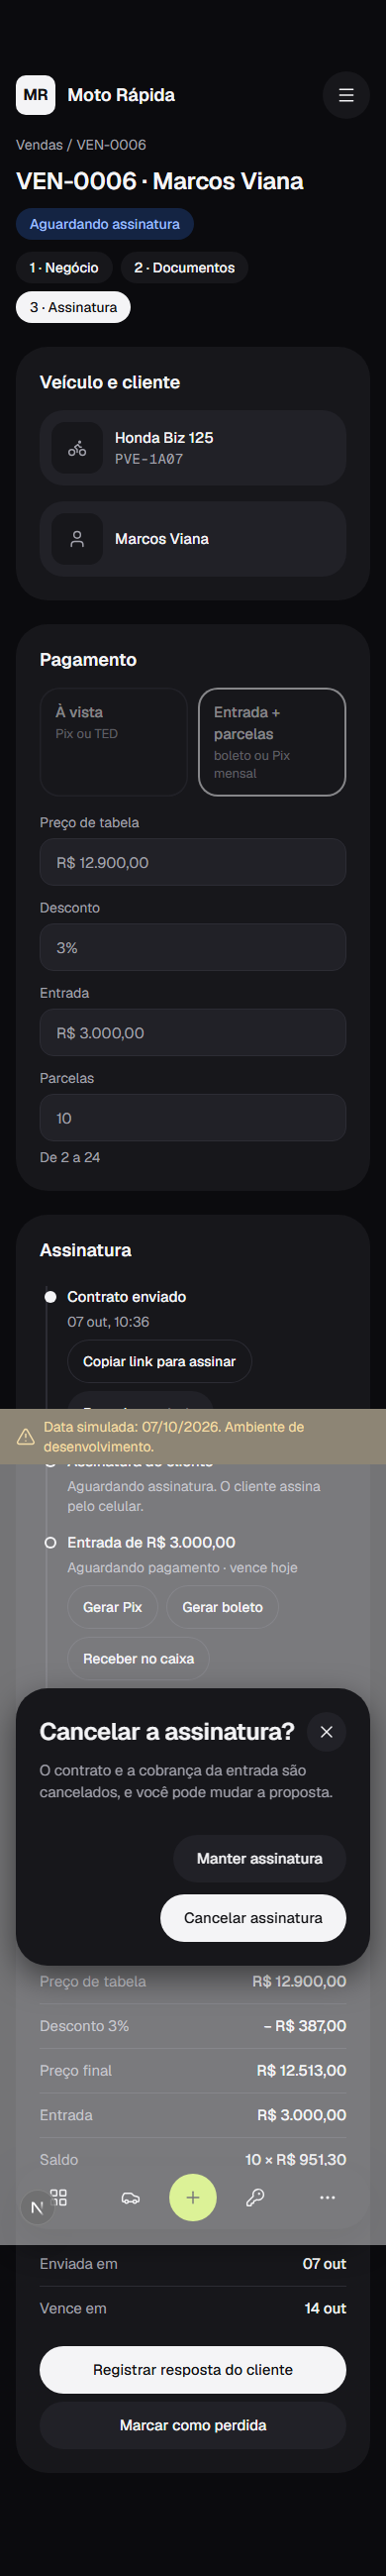 MR Moto Rápida
Vendas / VEN-0006
VEN-0006 · Marcos Viana
Aguardando assinatura
1 · Negócio 2 · Documentos
3 · Assinatura
Veículo e cliente
Honda Biz 125
PVE-1A07
Marcos Viana
Pagamento
À vista
Pix ou TED
Entrada +
parcelas
boleto ou Pix
mensal
Preço de tabela
R$ 12.900,00
Desconto
3%
Entrada
R$ 3.000,00
Parcelas
10
De 2 a 24
Assinatura
Contrato enviado
07 out, 10:36
Copiar link para assinar
Data simulada: 07/10/2026. Ambiente de
desenvolvimento.
Assinatura do cliente
Aguardando assinatura. O cliente assina
pelo celular.
Entrada de R$ 3.000,00
Aguardando pagamento · vence hoje
Gerar Pix Gerar boleto
Receber no caixa
Cancelar a assinatura?
O contrato e a cobrança da entrada são
cancelados, e você pode mudar a proposta.
Manter assinatura
Cancelar assinatura
Preço de tabela R$ 12.900,00
Desconto 3% − R$ 387,00
Preço final R$ 12.513,00
Entrada R$ 3.000,00
Saldo 10 × R$ 951,30
N
Enviada em 07 out
Vence em 14 out
Registrar resposta do cliente
Marcar como perdida